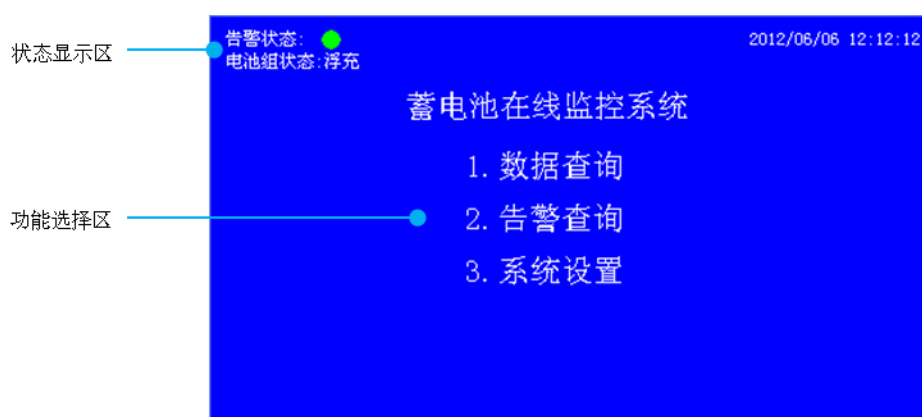 状态显示区
告警状态:
2012/06/06 12:12:12
电池组状态:浮充
蓄电池在线监控系统
1. 数据查询
功能选择区
2. 告警查询
3. 系统设置